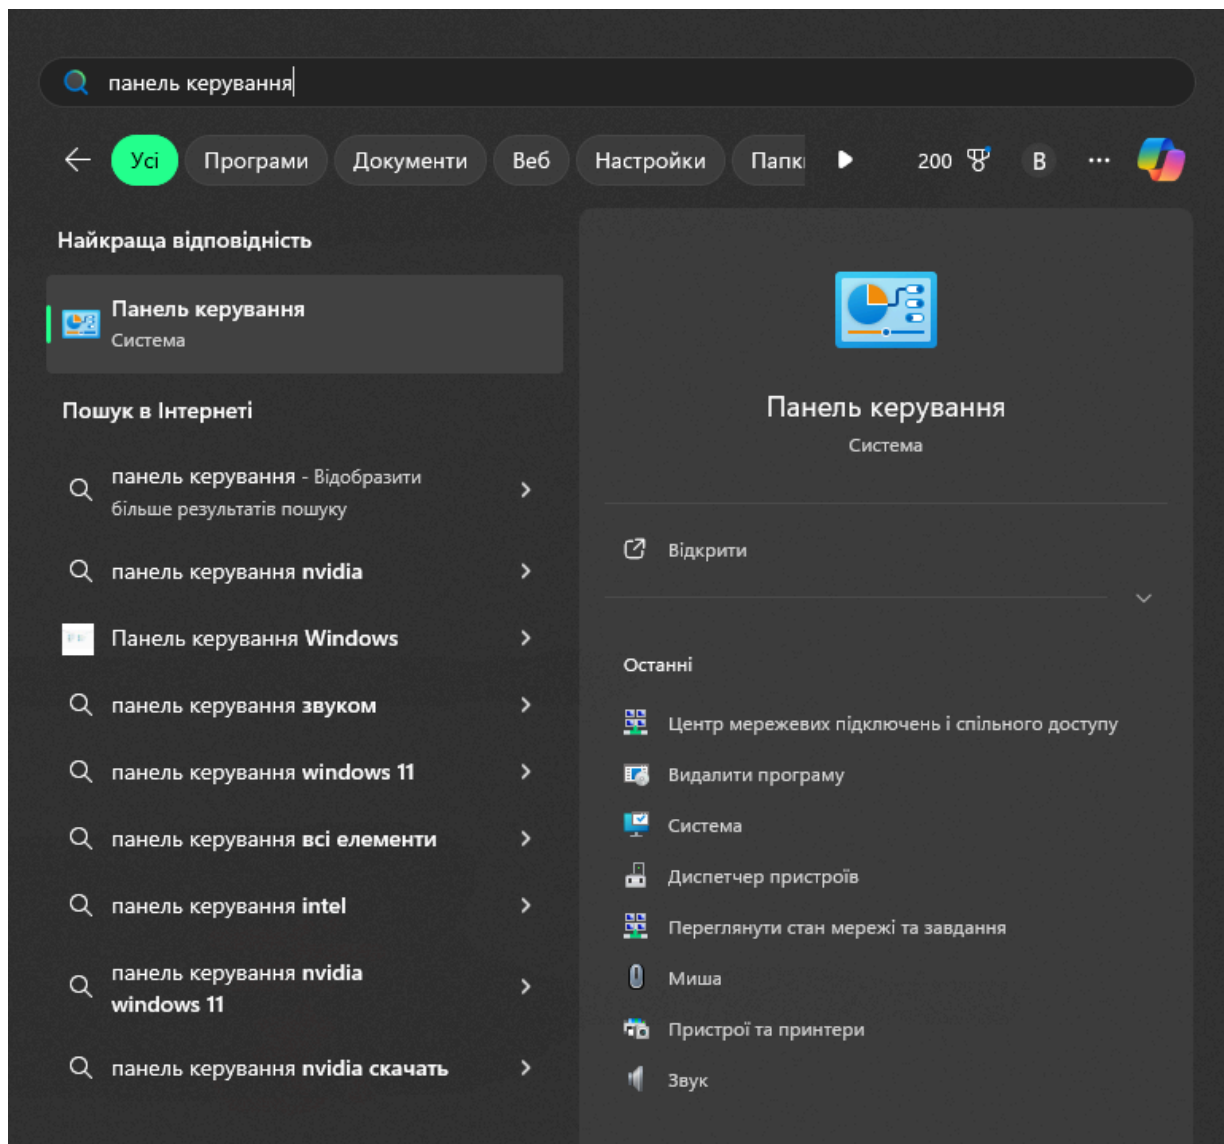 панель керування
Усі
Програми
Документи
Веб
Настройки
Папк
200
B
Найкраща відповідність
Панель керування
Система
Пошук в Інтернеті
панель керування - Відобразити
більше результатів пошуку
панель керування nvidia
Панель керування Windows
панель керування звуком
панель керування windows 11
панель керування всі елементи
панель керування intel
панель керування nvidia
windows 11
панель керування nvidia скачать
Панель керування
Система
Відкрити
Останні
Центр мережевих підключень і спільного доступу
Видалити програму
Система
Диспетчер пристроїв
Переглянути стан мережі та завдання
Миша
Пристрої та принтери
Звук